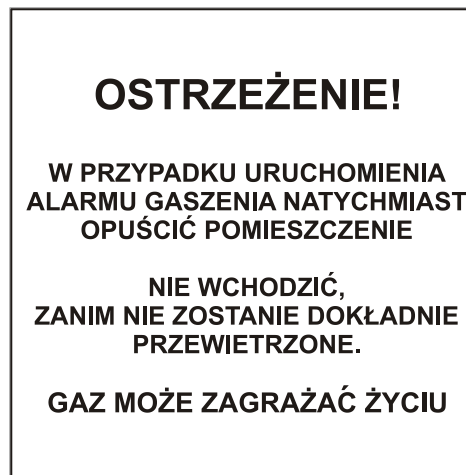 OSTRZEŻENIE!
W PRZYPADKU URUCHOMIENIA
ALARMU GASZENIA NATYCHMIAST
OPUŚCIĆ POMIESZCZENIE
NIE WCHODZIĆ,
ZANIM NIE ZOSTANIE DOKŁADNIE
PRZEWIETRZONE.
GAZ MOŻE ZAGRAŻAĆ ŻYCIU